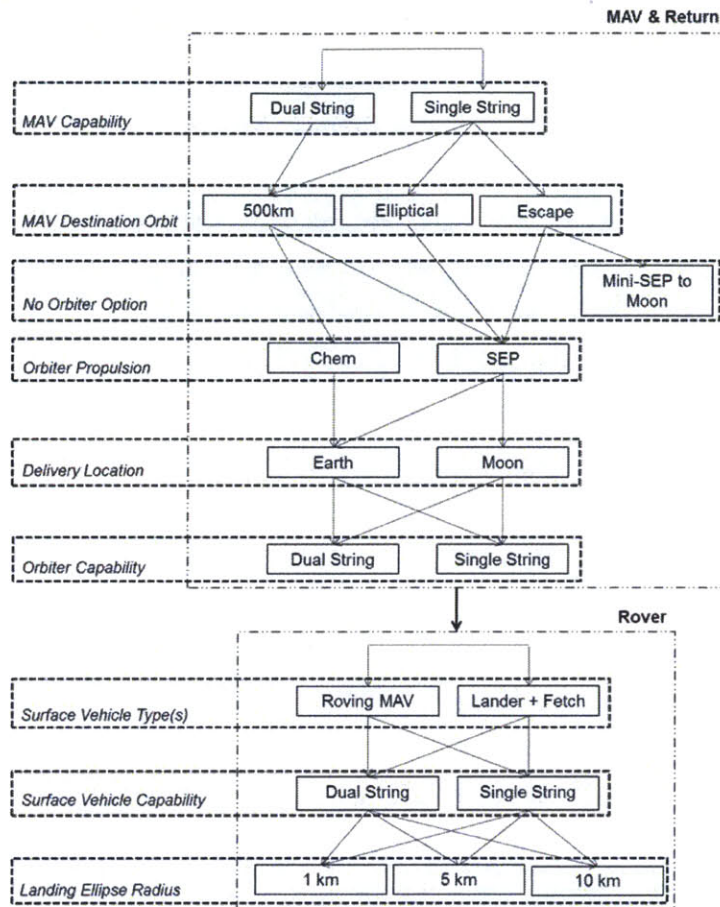 MAV & Return
Dual String
Single String
MAV Capability
500km
Elliptical
Escape
MAV Destination Orbit
Mini-SEP to
Moon
No Orbiter Option
Chem
SEP
Orbiter Propulsion
Earth
Moon
Delivery Location
Dual String
Single String
Orbiter Capability
Rover
Roving MAV
Lander + Fetch
Surface Vehicle Type(s)
Dual String
Single String
Surface Vehicle Capability
1 km
5 km
10 km
Landing Ellipse Radius